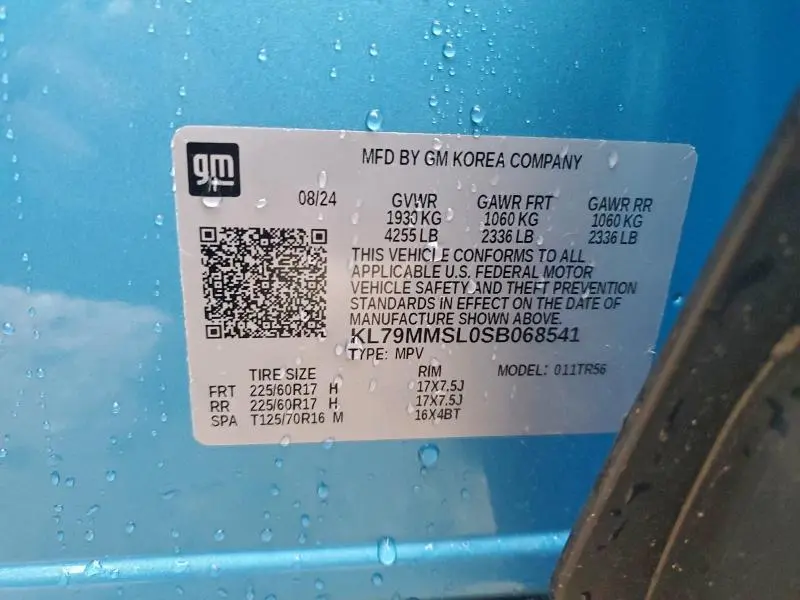 gm
MFD BY GM KOREA COMPANY
08/24 GVWR GAWR FRT GAWR RR
1930 KG 1060 KG 1060 KG
4255 LB 2336 LB 2336 LB
THIS VEHICLE CONFORMS TO ALL
APPLICABLE U.S. FEDERAL MOTOR
VEHICLE SAFETY AND THEFT PREVENTION
STANDARDS IN EFFECT ON THE DATE OF
MANUFACTURE SHOWN ABOVE.
KL79MMSL0SB068541
TYPE: MPV MODEL: 011TR56
TIRE SIZE RIM
FRT 225/60R17 H 17X7.5J
RR 225/60R17 H 17X7.5J
SPA T125/70R16 M 16X4BT